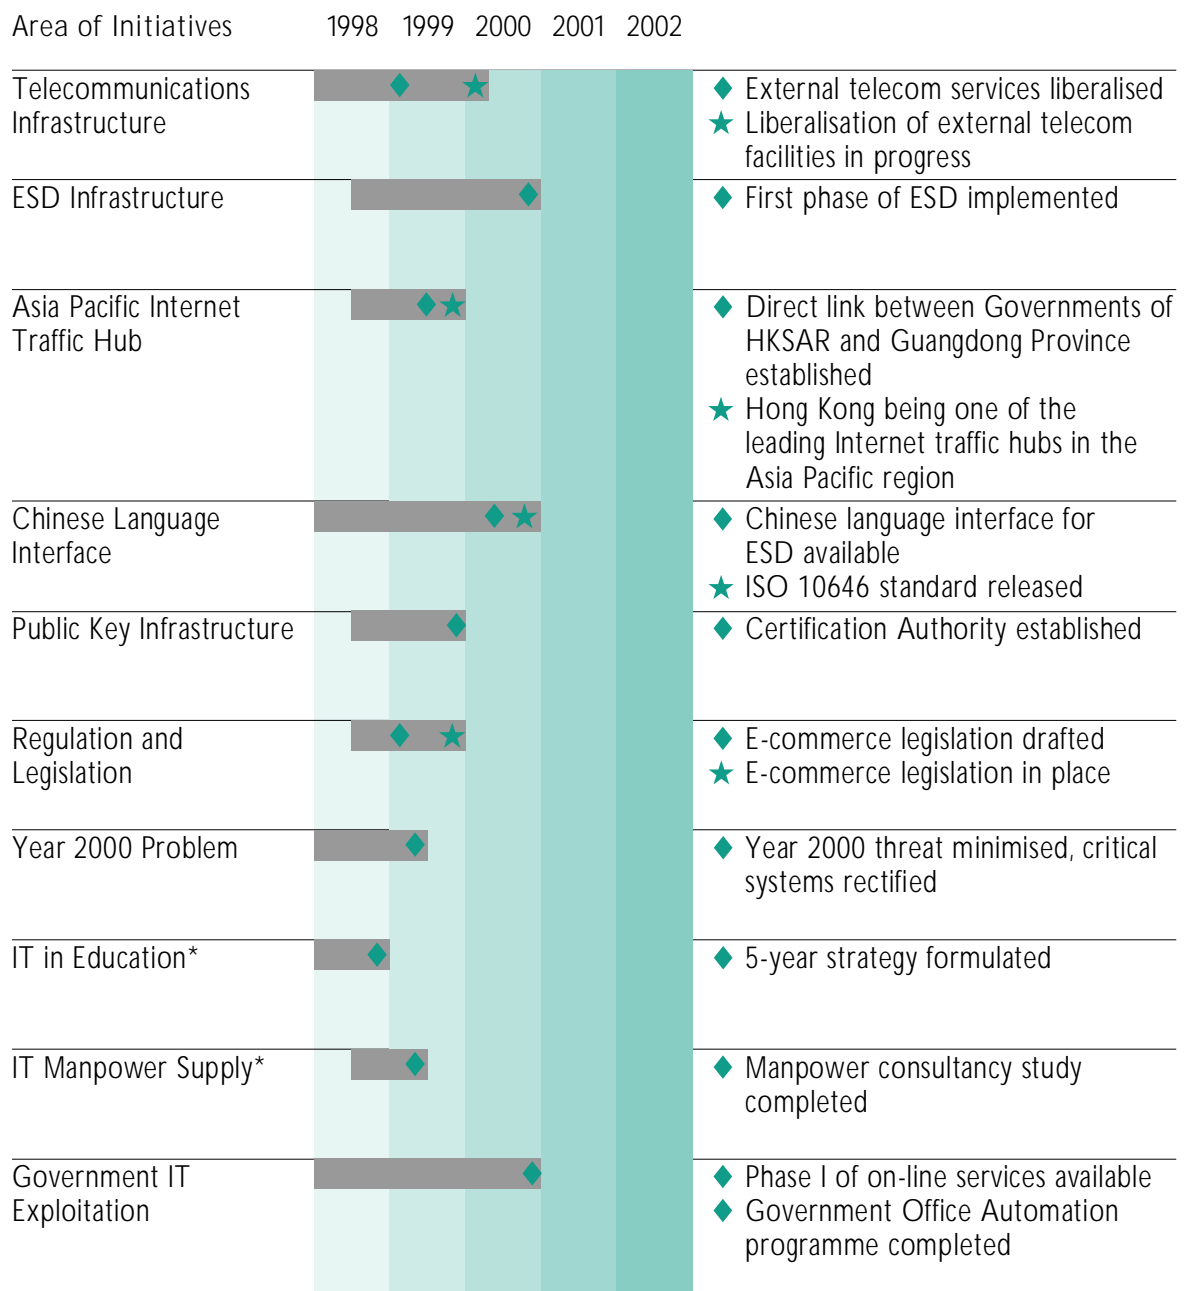 Area of Initiatives 1998 1999 2000 2001 2002
Telecommunications
Infrastructure
♦ External telecom services liberalised
★ Liberalisation of external telecom
facilities in progress
ESD Infrastructure
♦ First phase of ESD implemented
Asia Pacific Internet
Traffic Hub
♦ Direct link between Governments of
HKSAR and Guangdong Province
established
★ Hong Kong being one of the
leading Internet traffic hubs in the
Asia Pacific region
Chinese Language
Interface
♦ Chinese language interface for
ESD available
★ ISO 10646 standard released
Public Key Infrastructure
♦ Certification Authority established
Regulation and
Legislation
♦ E-commerce legislation drafted
★ E-commerce legislation in place
Year 2000 Problem
♦ Year 2000 threat minimised, critical
systems rectified
IT in Education*
♦ 5-year strategy formulated
IT Manpower Supply*
♦ Manpower consultancy study
completed
Government IT
Exploitation
♦ Phase I of on-line services available
♦ Government Office Automation
programme completed